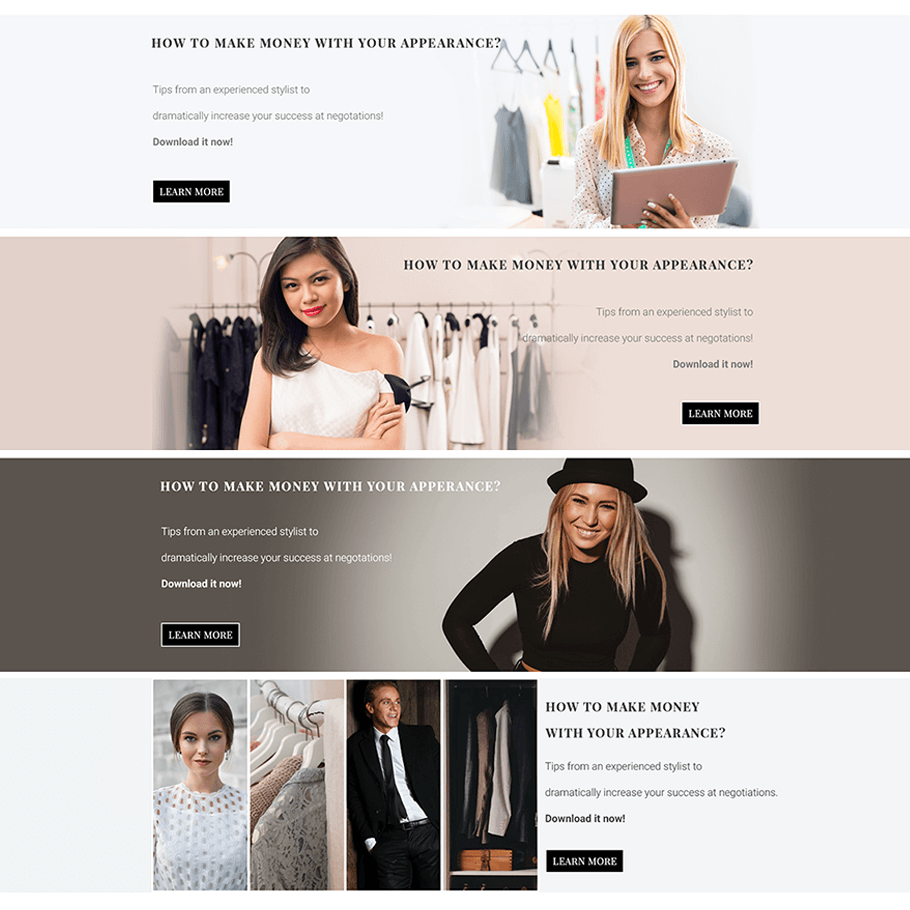 HOW TO MAKE MONEY WITH YOUR APPEARANCE?
Tips from an experienced stylist to
dramatically increase your success at negotations!
Download it now!
LEARN MORE
HOW TO MAKE MONEY WITH YOUR APPEARANCE?
Tips from an experienced stylist to
dramatically increase your success at negotations!
Download it now!
LEARN MORE
HOW TO MAKE MONEY WITH YOUR APPERANCE?
Tips from an experienced stylist to
dramatically increase your success at negotations!
Download it now!
LEARN MORE
HOW TO MAKE MONEY
WITH YOUR APPEARANCE?
Tips from an experienced stylist to
dramatically increase your success at negotiations.
Download it now!
LEARN MORE